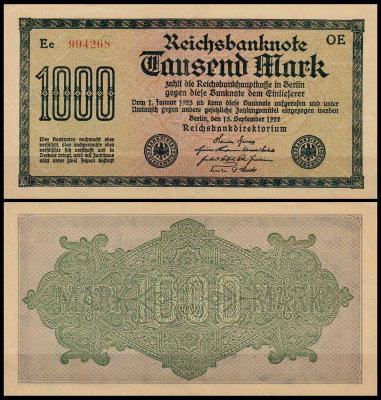 Ec 994268
Reichsbanknote
OE
1000
Tausend Mark
zahlt die Reichsbankhauptkasse in Berlin
gegen diese Banknote dem Einlieferer
Vom 1. Januar 1923 ab kann diese Banknote aufgerufen und unter
Umtausch gegen andere gesetzliche Zahlungsmittel eingezogen werden
Berlin, den 15. September 1922
Reichsbankdirektorium
Wer Banknoten nachmacht oder
verfälscht, oder nachgemachte oder
verfälschte sich verschafft und in
Verkehr bringt, wird mit Zuchthaus
nicht unter zwei Jahren bestraft
MARK 1000 MARK